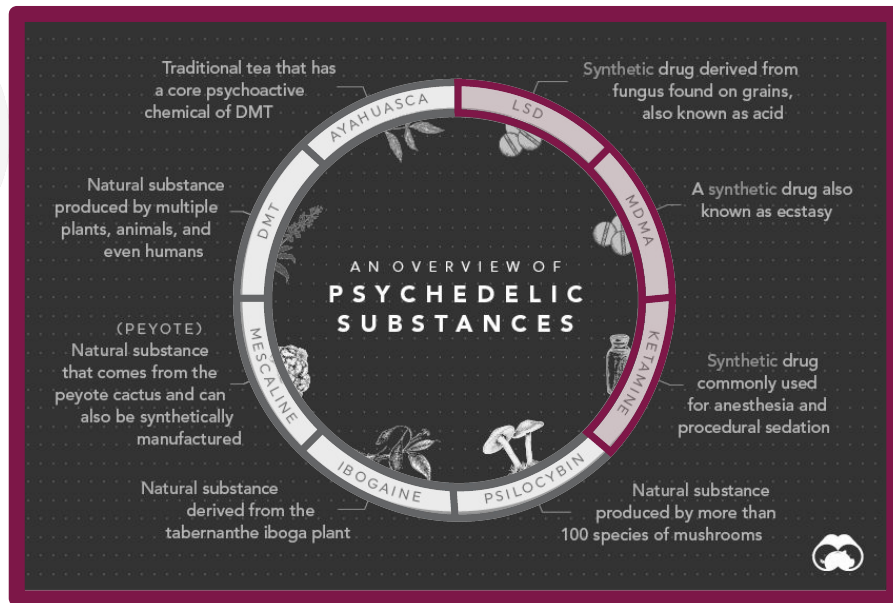 AN OVERVIEW OF
PSYCHEDELIC
SUBSTANCES
LSD
Synthetic drug derived from
fungus found on grains,
also known as acid
MDMA
A synthetic drug also
known as ecstasy
KETAMINE
Synthetic drug
commonly used
for anesthesia and
procedural sedation
PSILOCYBIN
Natural substance
produced by more than
100 species of mushrooms
IBOGAINE
Natural substance
derived from the
tabernanthe iboga plant
MESCALINE
(PEYOTE)
Natural substance
that comes from the
peyote cactus and can
also be synthetically
manufactured
DMT
Natural substance
produced by multiple
plants, animals, and
even humans
AYAHUASCA
Traditional tea that has
a core psychoactive
chemical of DMT